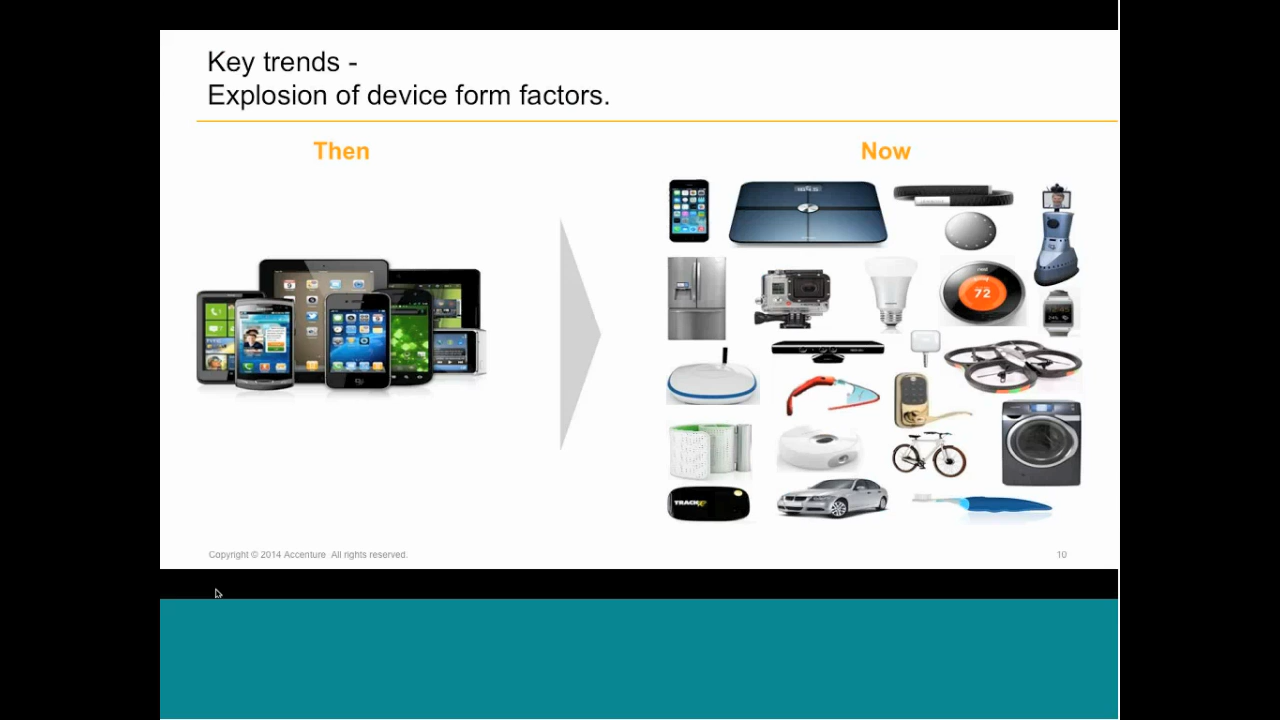 Key trends -
Explosion of device form factors.
Then
Now
72
TRACK
Copyright © 2014 Accenture All rights reserved.
10